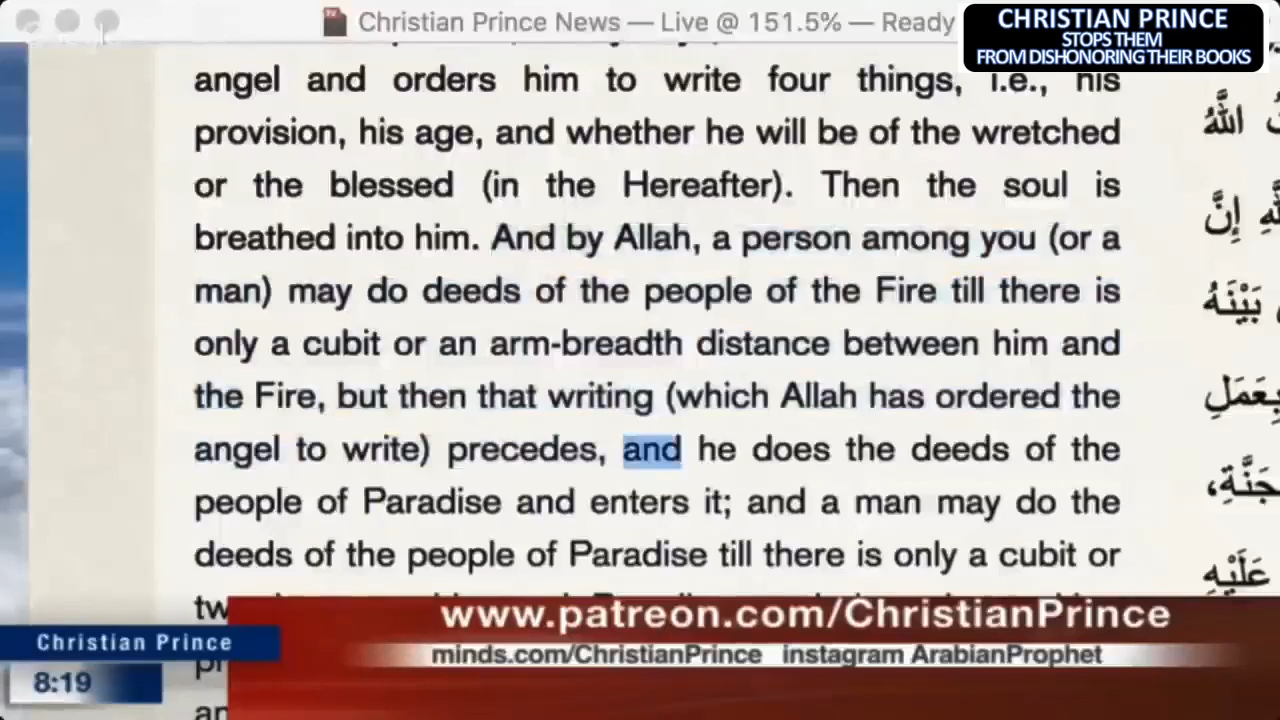 Christian Prince News — Live @ 151.5% — Ready
CHRISTIAN PRINCE
STOPS THEM
FROM DISHONORING THEIR BOOKS
angel and orders him to write four things, i.e., his
provision, his age, and whether he will be of the wretched
or the blessed (in the Hereafter). Then the soul is
breathed into him. And by Allah, a person among you (or a
man) may do deeds of the people of the Fire till there is
only a cubit or an arm-breadth distance between him and
the Fire, but then that writing (which Allah has ordered the
angel to write) precedes, and he does the deeds of the
people of Paradise and enters it; and a man may do the
deeds of the people of Paradise till there is only a cubit or
اللَّهُ
إِنَّ
بَيْنَهُ
بِعَمَلِ
عَلَيْهِ
www.patreon.com/ChristianPrince
minds.com/ChristianPrince instagram ArabianProphet
Christian Prince
8:19